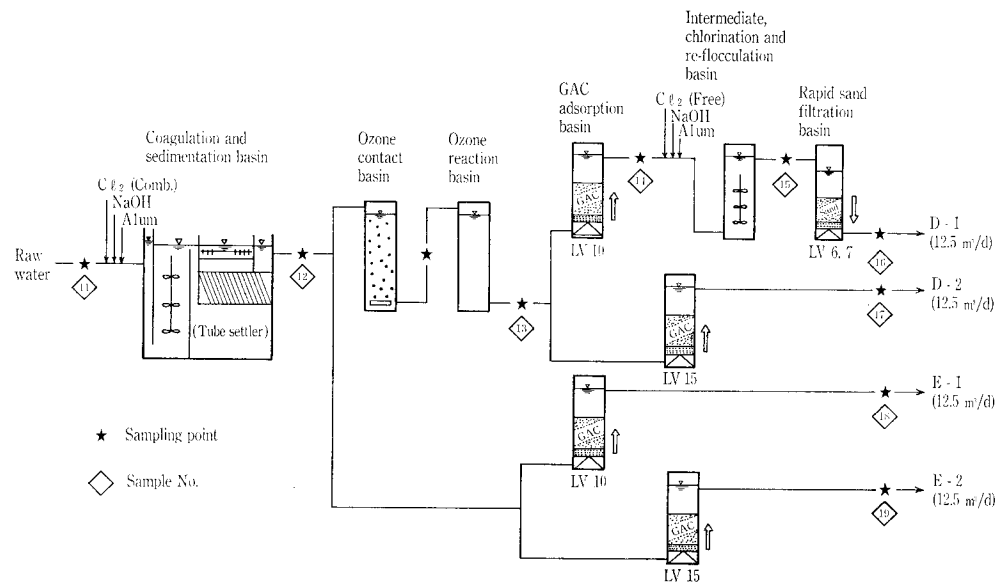 Intermediate,
chlorination and
re-flocculation
basin
GAC
adsorption
basin
Cℓ₂ (Free)
NaOH
Alum
Rapid sand
filtration
basin
Coagulation and
sedimentation basin
Ozone
contact
basin
Ozone
reaction
basin
Cℓ₂ (Comb.)
NaOH
Alum
GAC
14
15
LV 10
LV 6. 7
16
D - 1
(12.5 m³/d)
Raw
water
11
12
(Tube settler)
13
GAC
LV 15
17
D - 2
(12.5 m³/d)
GAC
LV 10
18
E - 1
(12.5 m³/d)
★ Sampling point
◇ Sample No.
GAC
LV 15
19
E - 2
(12.5 m³/d)